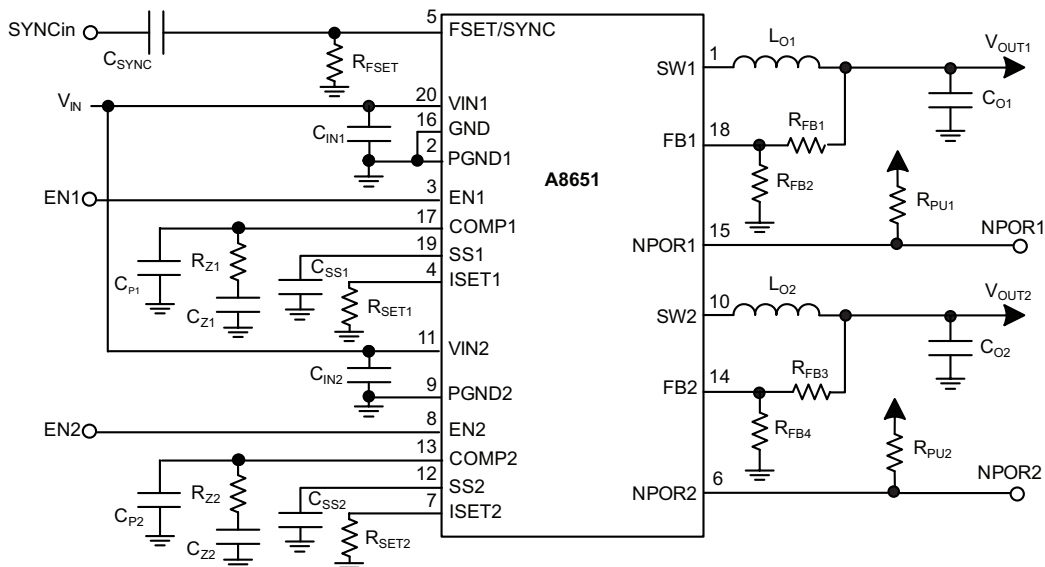 SYNCin
C_SYNC
R_FSET
5
FSET/SYNC
V_IN
C_IN1
20
VIN1
16
GND
2
PGND1
EN1
3
EN1
17
COMP1
C_P1
R_Z1
C_Z1
19
SS1
C_SS1
4
ISET1
R_SET1
11
VIN2
C_IN2
9
PGND2
EN2
8
EN2
13
COMP2
C_P2
R_Z2
C_Z2
12
SS2
C_SS2
7
ISET2
R_SET2
A8651
SW1
1
L_O1
V_OUT1
C_O1
FB1
18
R_FB1
R_FB2
R_PU1
NPOR1
15
NPOR1
SW2
10
L_O2
V_OUT2
C_O2
FB2
14
R_FB3
R_FB4
R_PU2
NPOR2
6
NPOR2